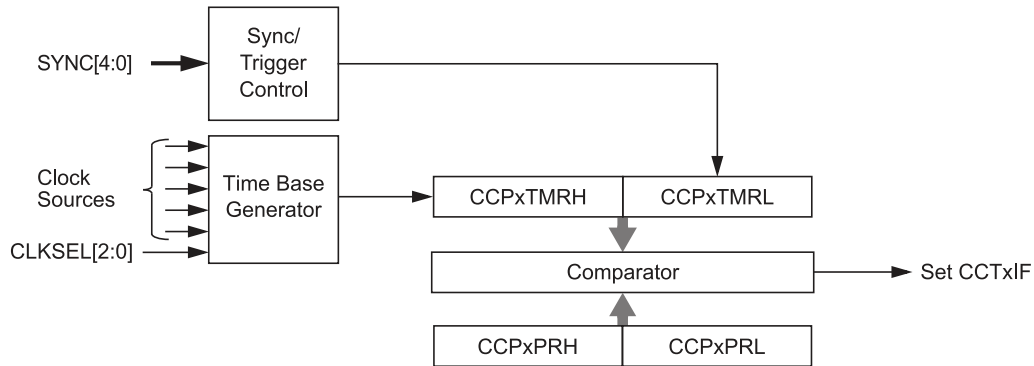 SYNC[4:0]
Sync/
Trigger
Control
Clock
Sources
CLKSEL[2:0]
Time Base
Generator
CCPxTMRH
CCPxTMRL
Comparator
Set CCTxIF
CCPxPRH
CCPxPRL